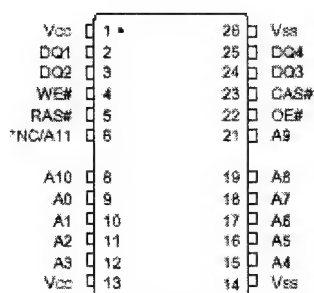 Vcc 1 26 Vss
DQ1 2 25 DQ4
DQ2 3 24 DQ3
WE# 4 23 CAS#
RAS# 5 22 OE#
*NC/A11 6 21 A9
A10 8 19 A8
A0 9 18 A7
A1 10 17 A6
A2 11 16 A5
A3 12 15 A4
Vcc 13 14 Vss